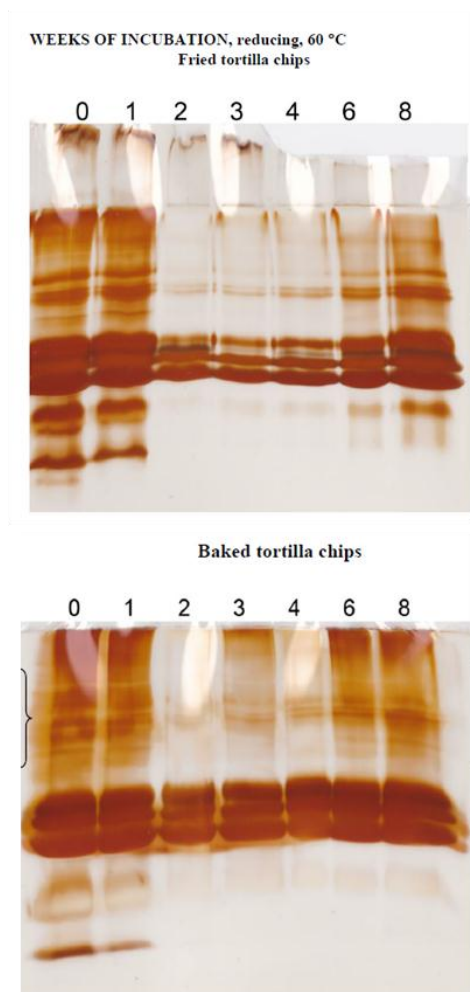 WEEKS OF INCUBATION, reducing, 60 °C
Fried tortilla chips
0 1 2 3 4 6 8
Baked tortilla chips
0 1 2 3 4 6 8